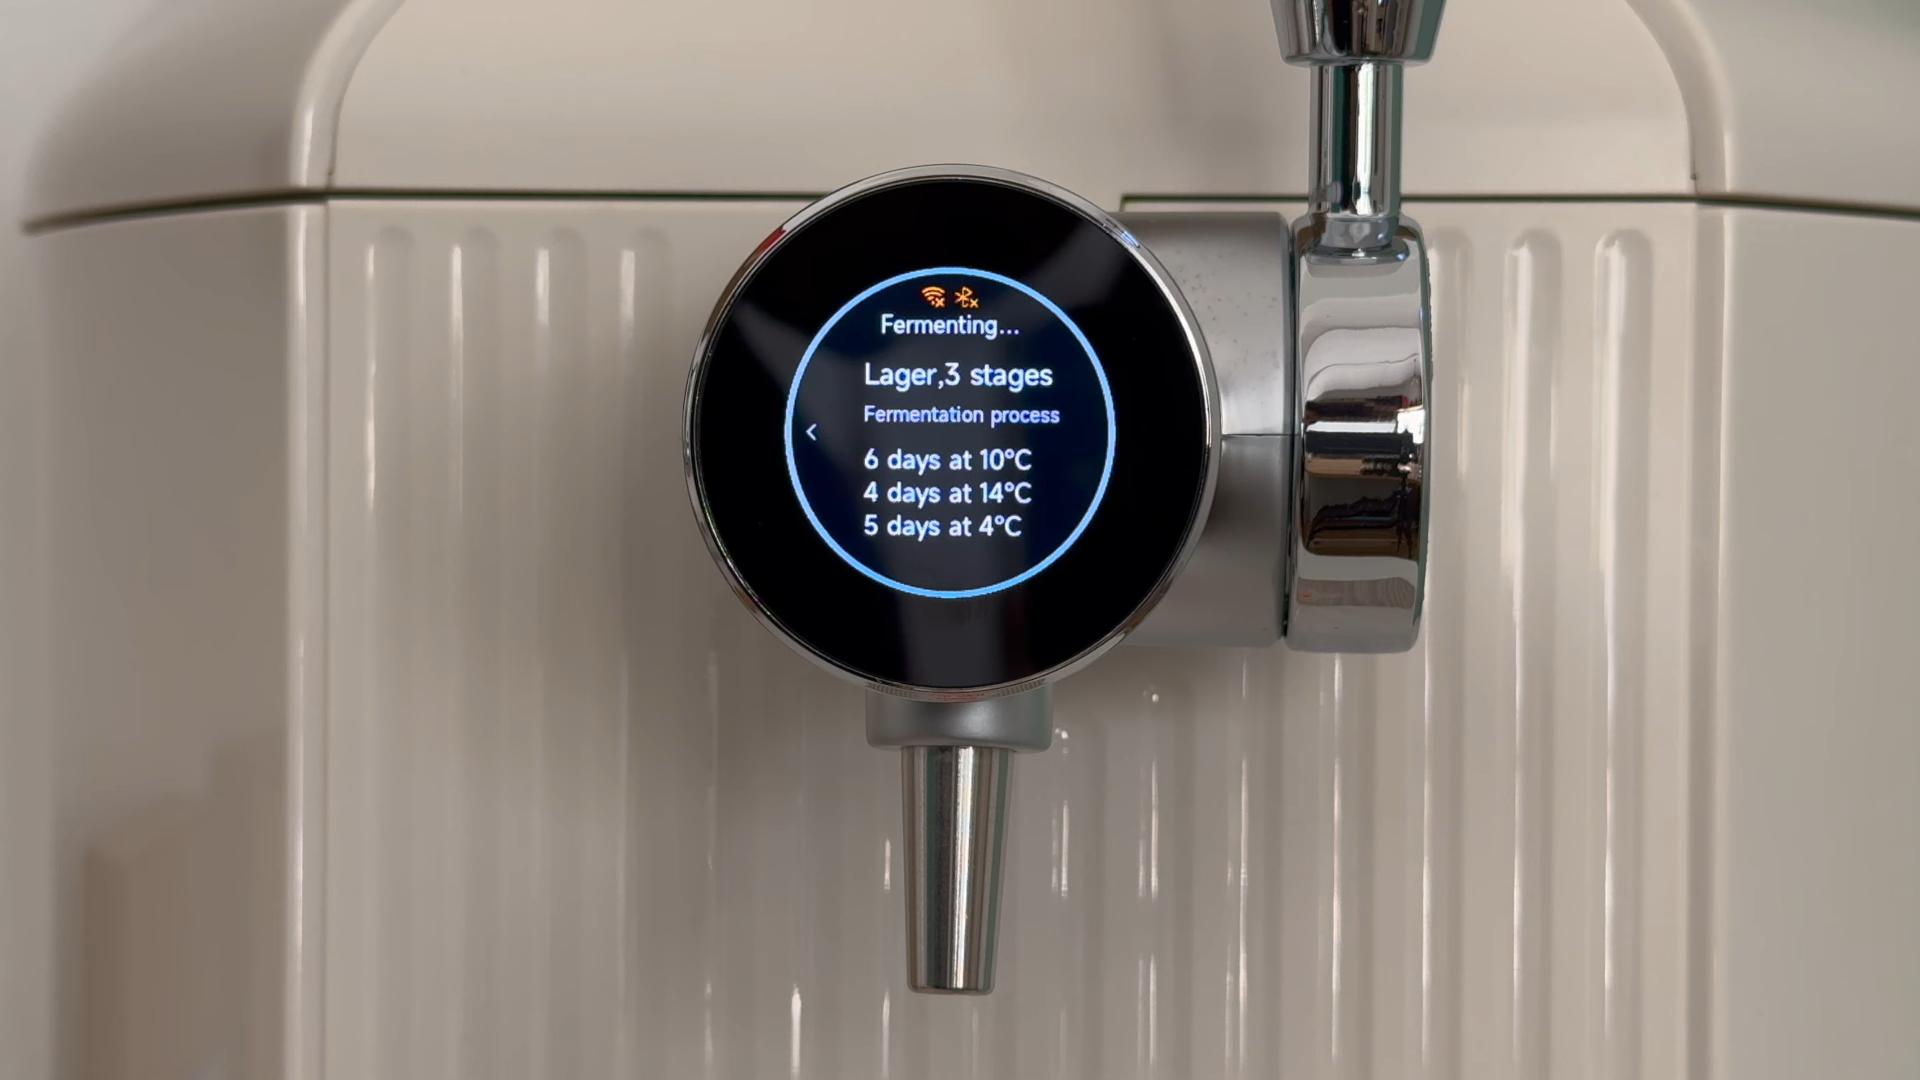 Fermenting...
Lager,3 stages
Fermentation process
6 days at 10°C
4 days at 14°C
5 days at 4°C